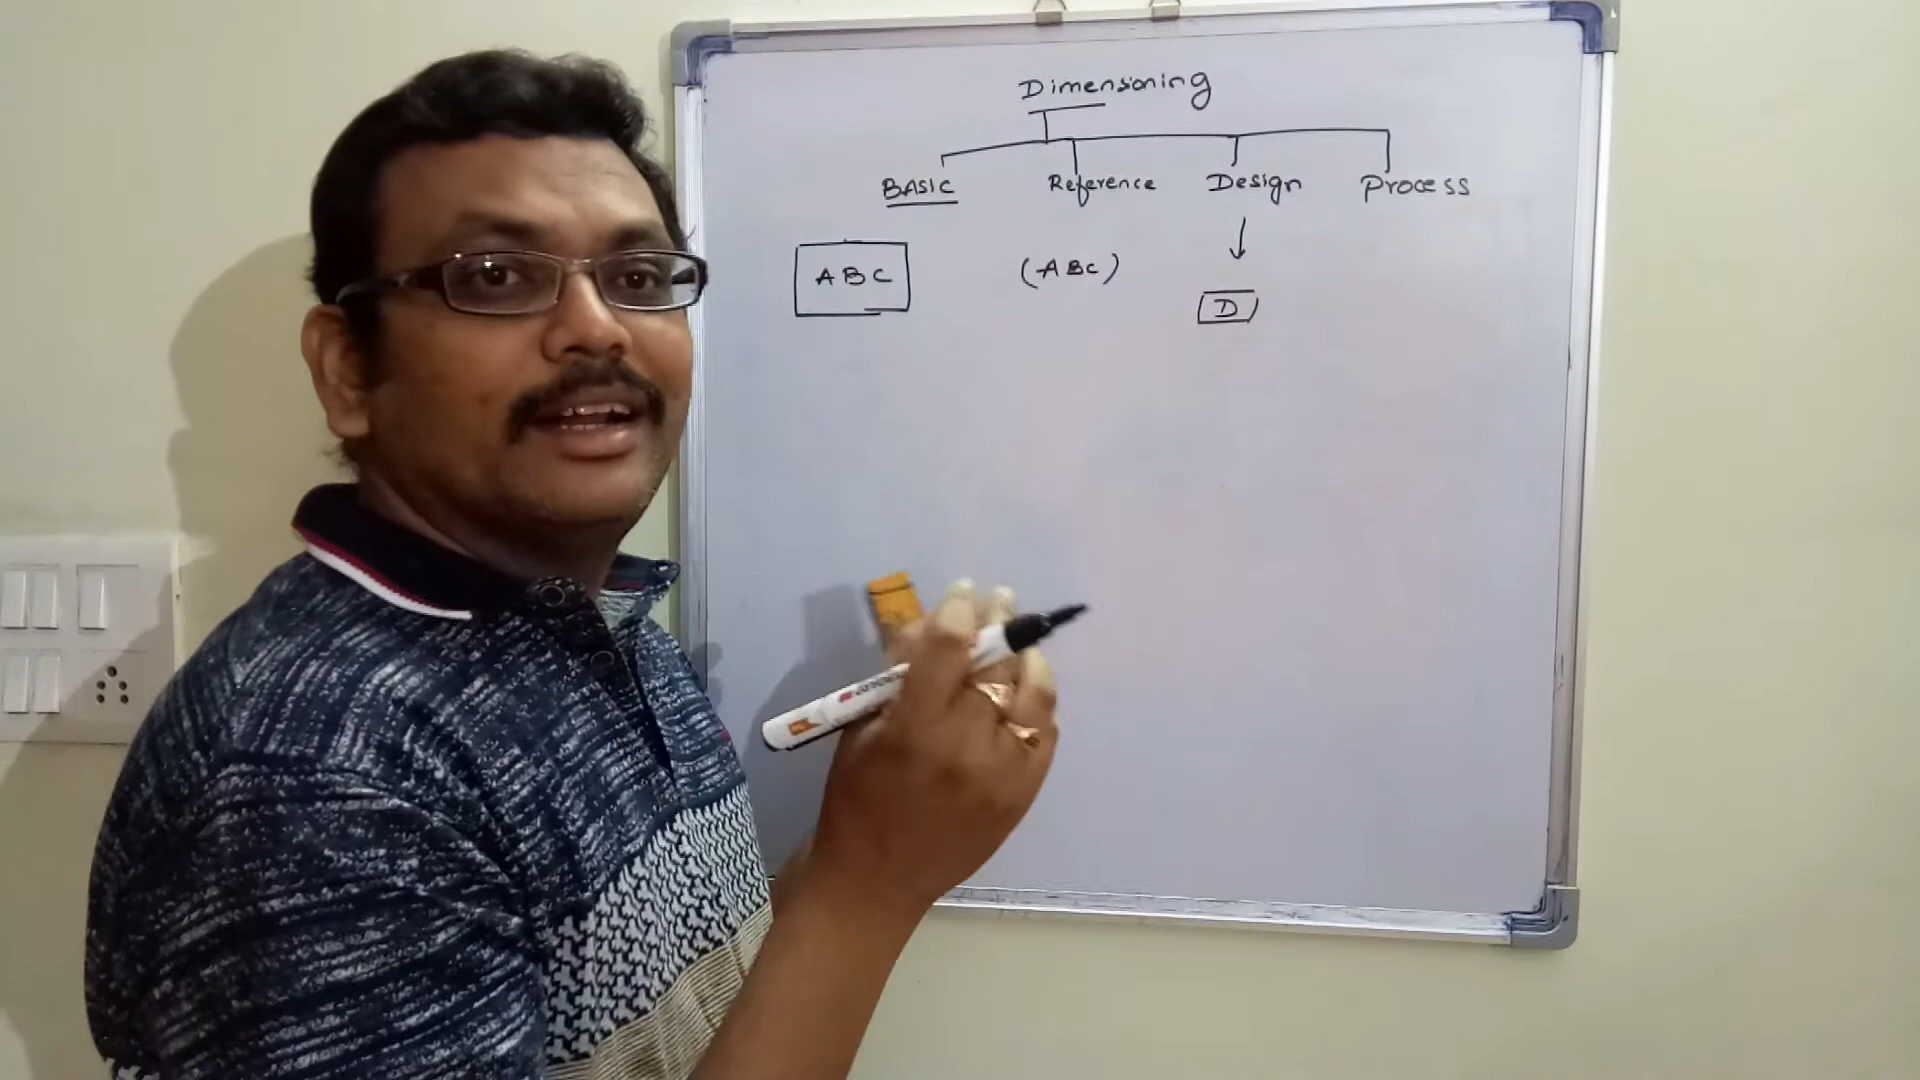 Dimensioning
BASIC Reference Design Process
ABC (ABC)
D